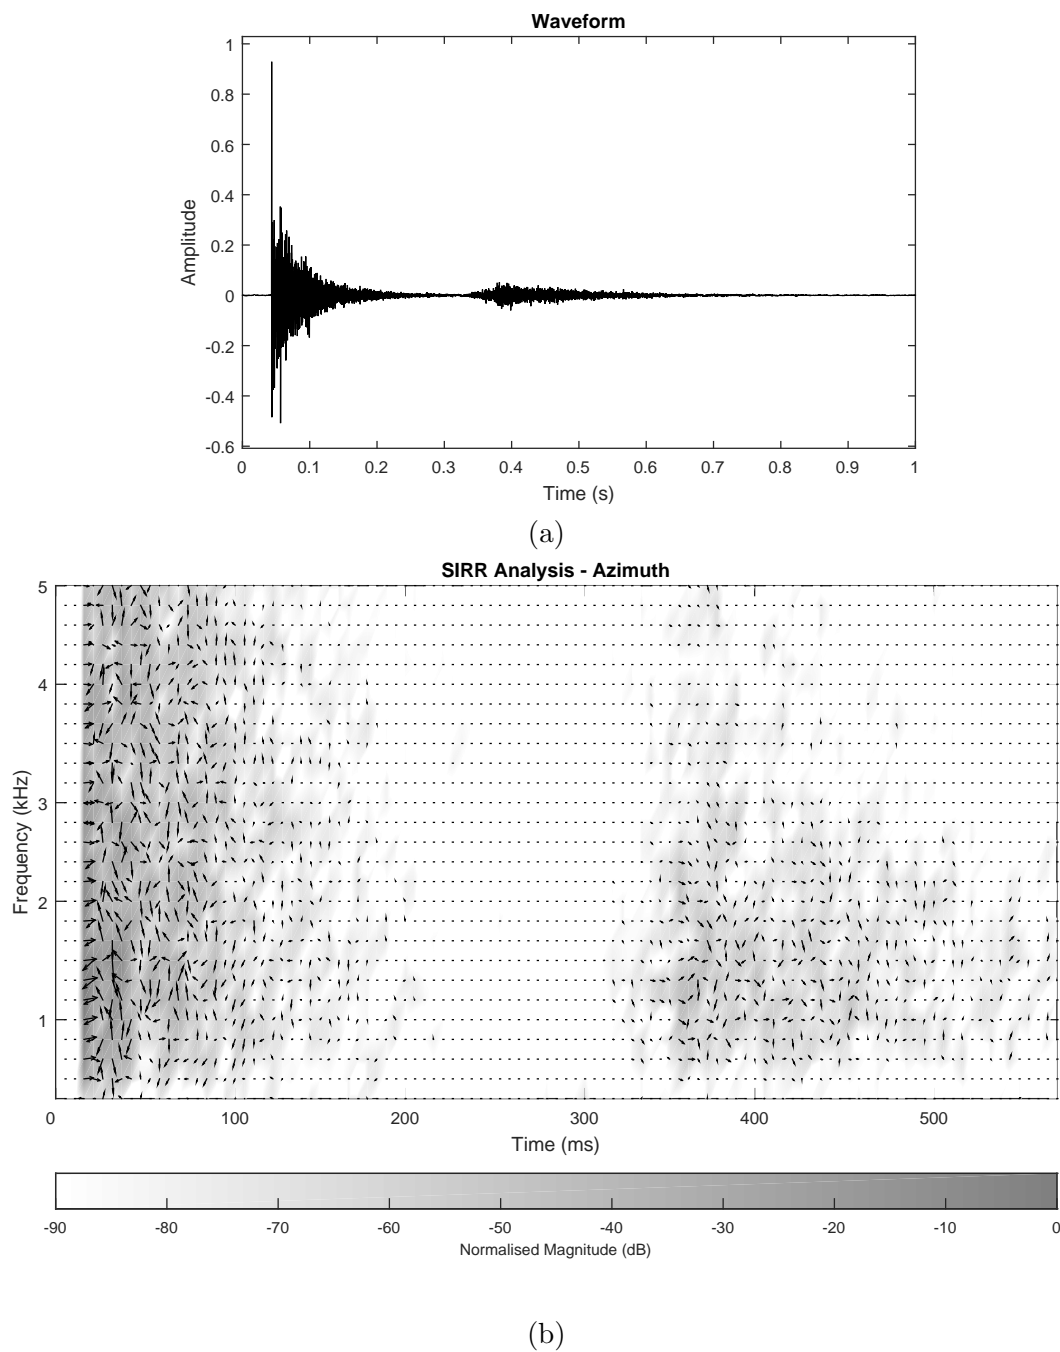 Waveform
1
0.8
0.6
0.4
0.2
0
-0.2
-0.4
-0.6
Amplitude
0 0.1 0.2 0.3 0.4 0.5 0.6 0.7 0.8 0.9 1
Time (s)
(a)
SIRR Analysis - Azimuth
5
4
3
2
1
Frequency (kHz)
0 100 200 300 400 500
Time (ms)
-90 -80 -70 -60 -50 -40 -30 -20 -10 0
Normalised Magnitude (dB)
(b)